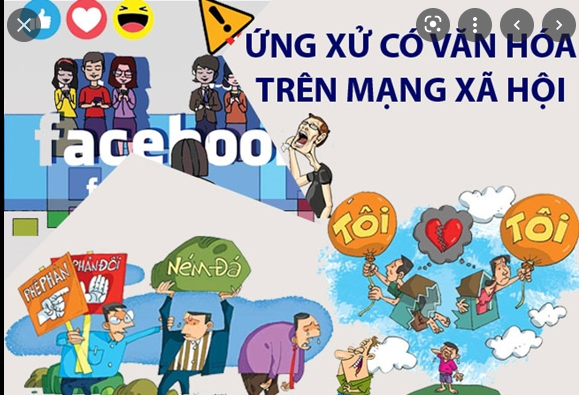 ỨNG XỬ CÓ VĂN HÓA
TRÊN MẠNG XÃ HỘI
facebook
TÔI
TÔI
PHÊ PHÁN
PHẢN ĐỐI
NÉM ĐÁ